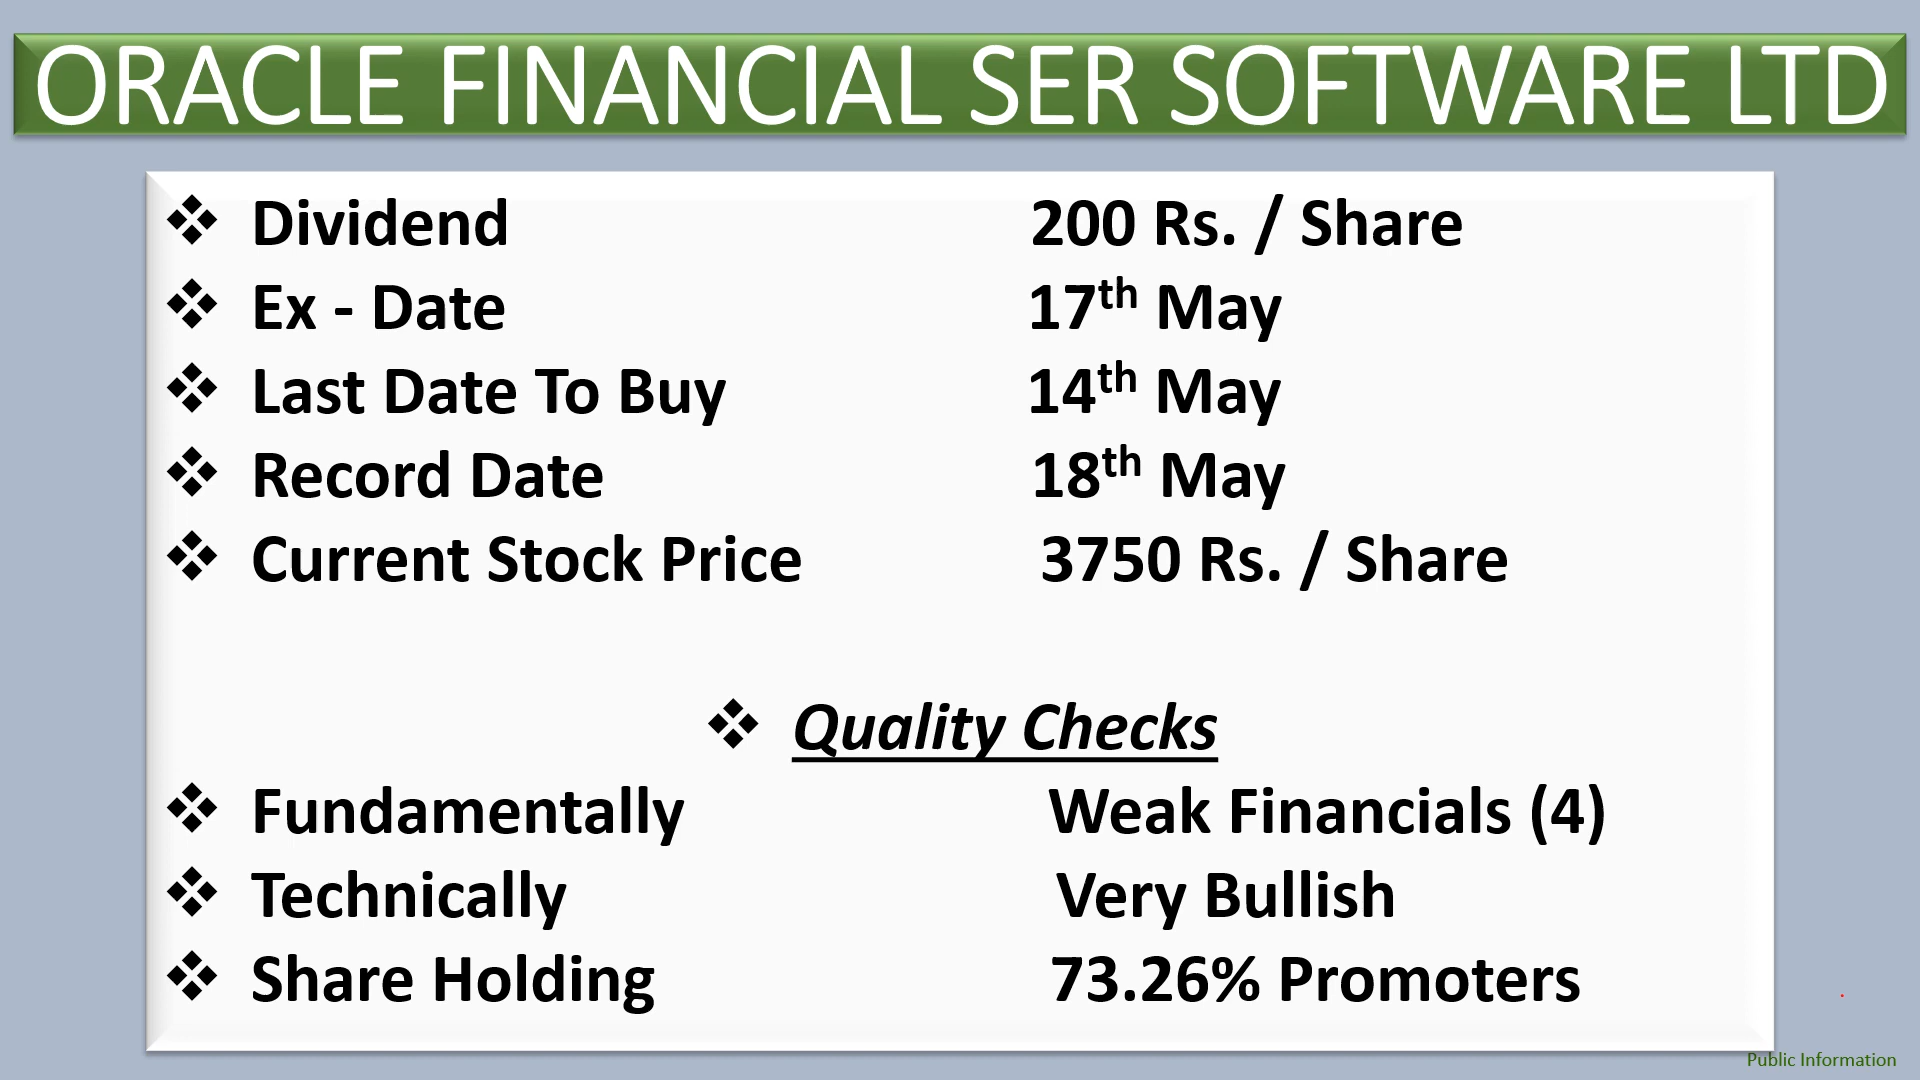 ORACLE FINANCIAL SER SOFTWARE LTD
❖ Dividend 200 Rs. / Share
❖ Ex - Date 17th May
❖ Last Date To Buy 14th May
❖ Record Date 18th May
❖ Current Stock Price 3750 Rs. / Share
❖ Quality Checks
❖ Fundamentally Weak Financials (4)
❖ Technically Very Bullish
❖ Share Holding 73.26% Promoters
Public Information